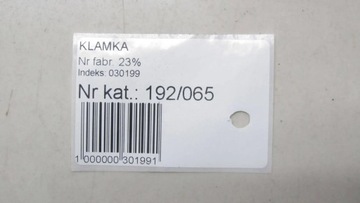 KLAMKA
Nr fabr. 23%
Indeks: 030199
Nr kat.: 192/065
1 000000 301991